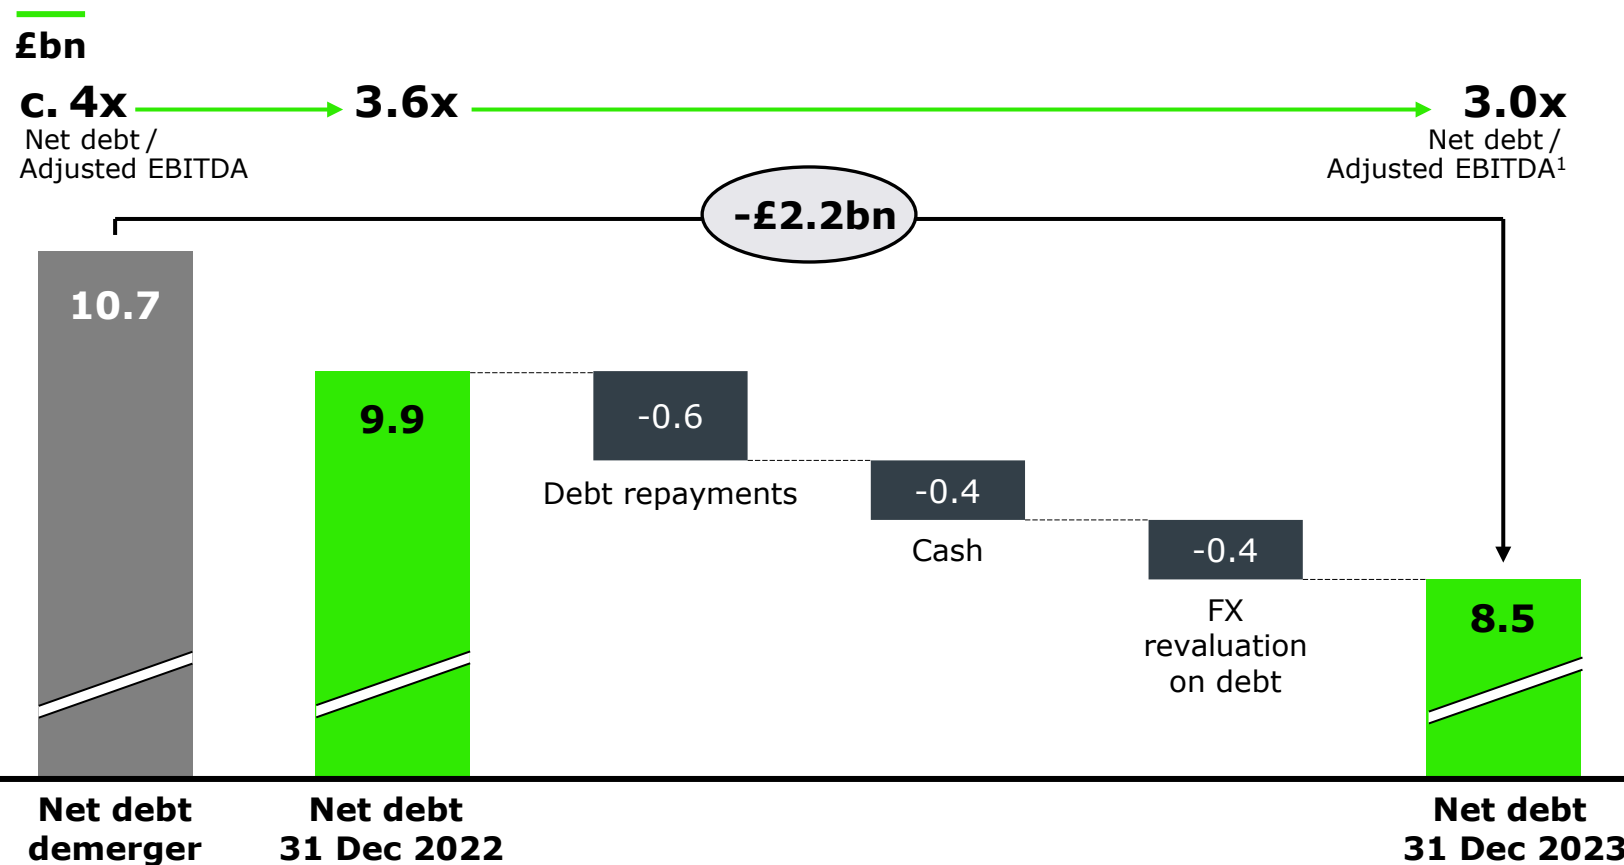 £bn
c. 4x
3.6x
3.0x
Net debt /
Adjusted EBITDA
Net debt /
Adjusted EBITDA¹
-£2.2bn
10.7
9.9
-0.6
Debt repayments
-0.4
Cash
-0.4
FX
revaluation
on debt
8.5
Net debt
demerger
Net debt
31 Dec 2022
Net debt
31 Dec 2023